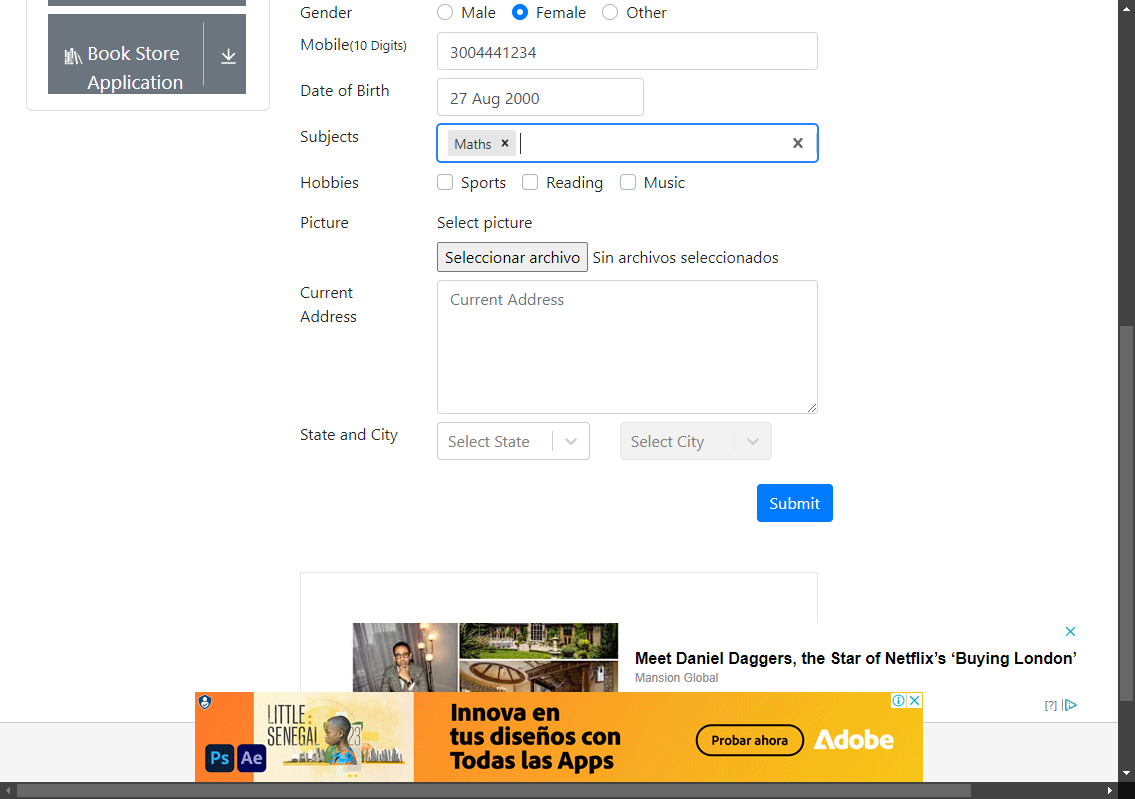 Gender
Male
Female
Other
Book Store
Application
Mobile(10 Digits)
3004441234
Date of Birth
27 Aug 2000
Subjects
Maths ×
Hobbies
Sports
Reading
Music
Picture
Select picture
Seleccionar archivo Sin archivos seleccionados
Current
Address
Current Address
State and City
Select State
Select City
Submit
Meet Daniel Daggers, the Star of Netflix’s ‘Buying London’
Mansion Global
[?]
LITTLE
SENEGAL
23
Ps
Ae
Innova en
tus diseños con
Todas las Apps
Probar ahora
Adobe